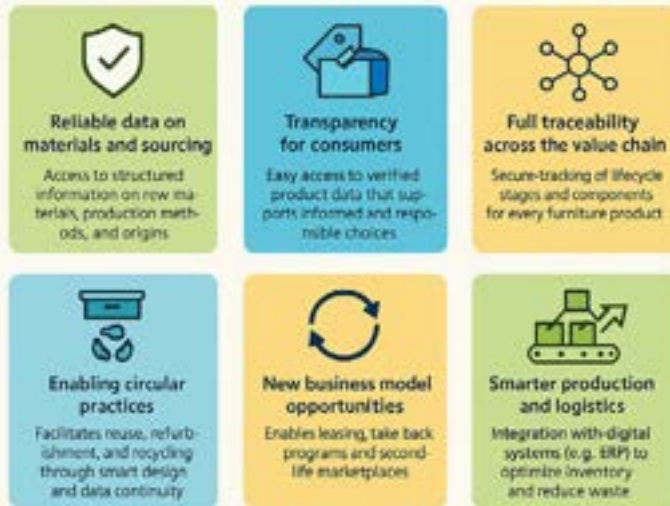 Reliable data on
materials and sourcing
Access to structured
information on new ma-
terials, production meth-
ods, and origins
Transparency
for consumers
Easy access to verified
product data that sup-
ports informed and respo-
nsible choices
Full traceability
across the value chain
Secure-tracking of lifecycle
stages and components
for every furniture product
Enabling circular
practices
Facilitates reuse, refurb-
ishment, and recycling
through smart design
and data continuity
New business model
opportunities
Enables leasing, take back
programs and second-
life marketplaces
Smarter production
and logistics
Integration with-digital
systems (e.g. ERP) to
optimize inventory
and reduce waste